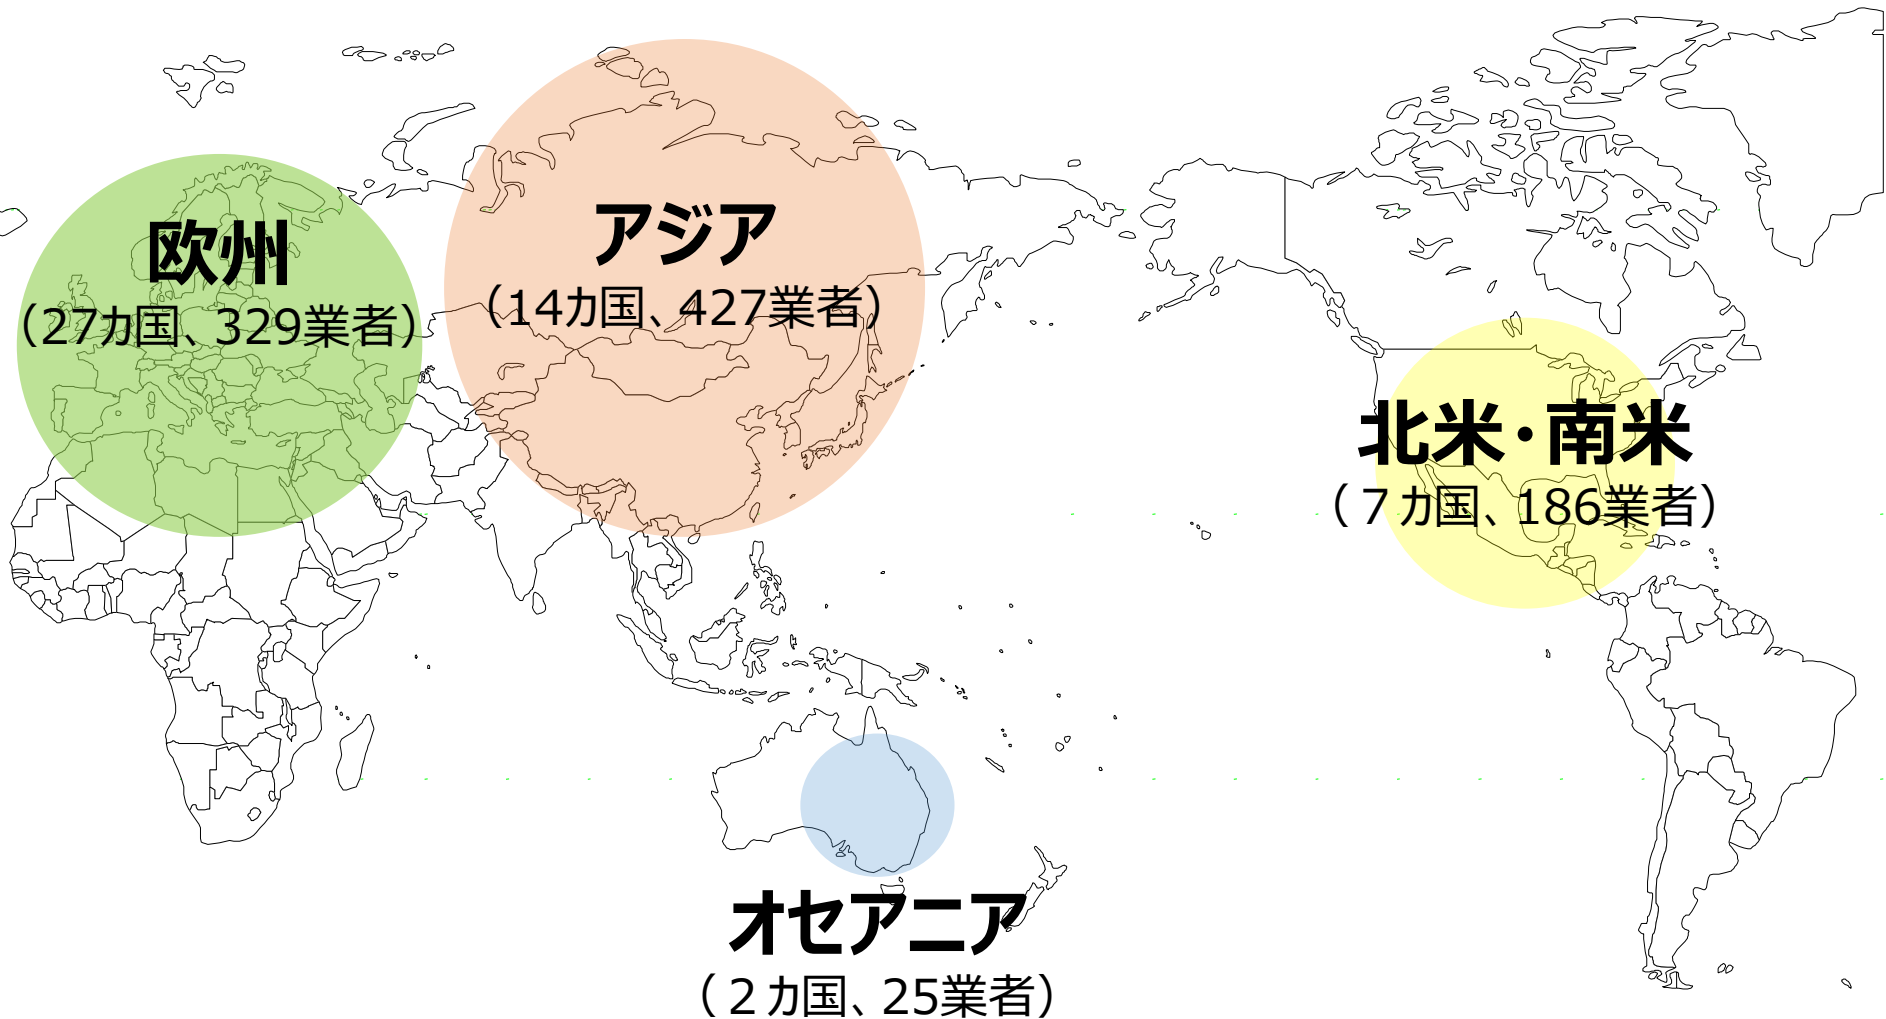 欧州
（27カ国、329業者）
アジア
（14カ国、427業者）
北米・南米
（７カ国、186業者）
オセアニア
（２カ国、25業者）